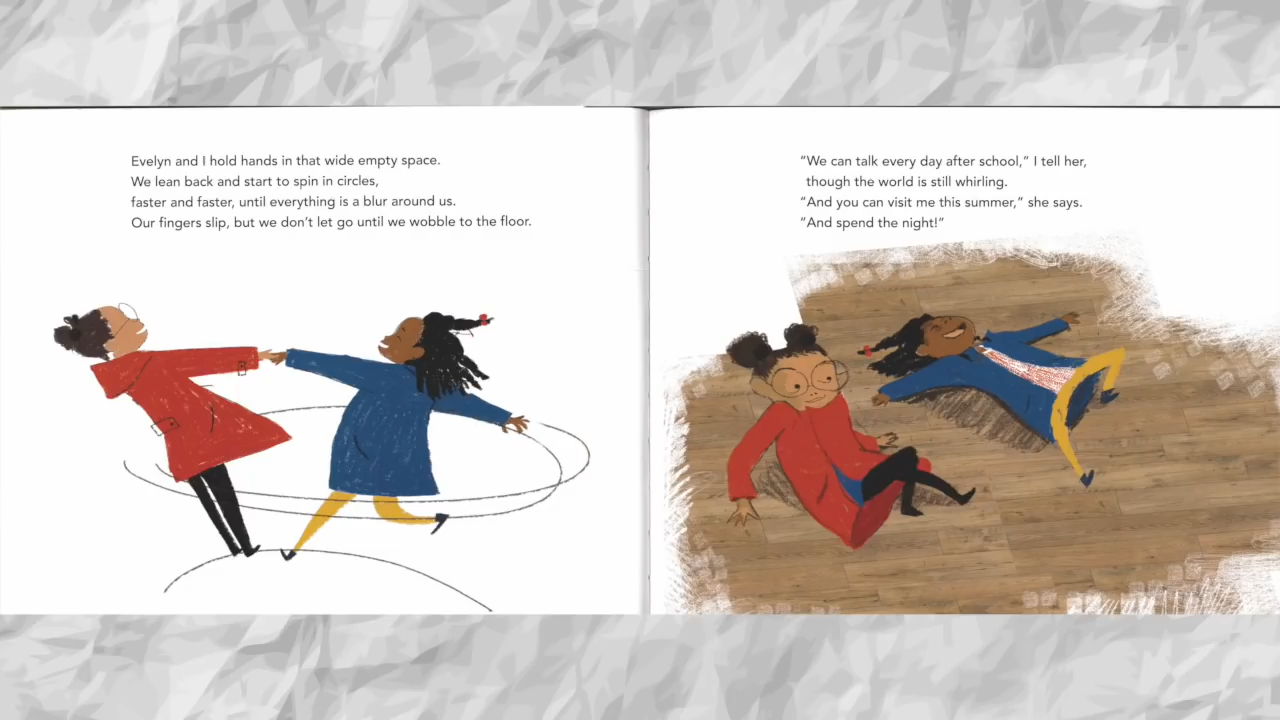 Evelyn and I hold hands in that wide empty space.
We lean back and start to spin in circles,
faster and faster, until everything is a blur around us.
Our fingers slip, but we don’t let go until we wobble to the floor.
“We can talk every day after school,” I tell her,
though the world is still whirling.
“And you can visit me this summer,” she says.
“And spend the night!”